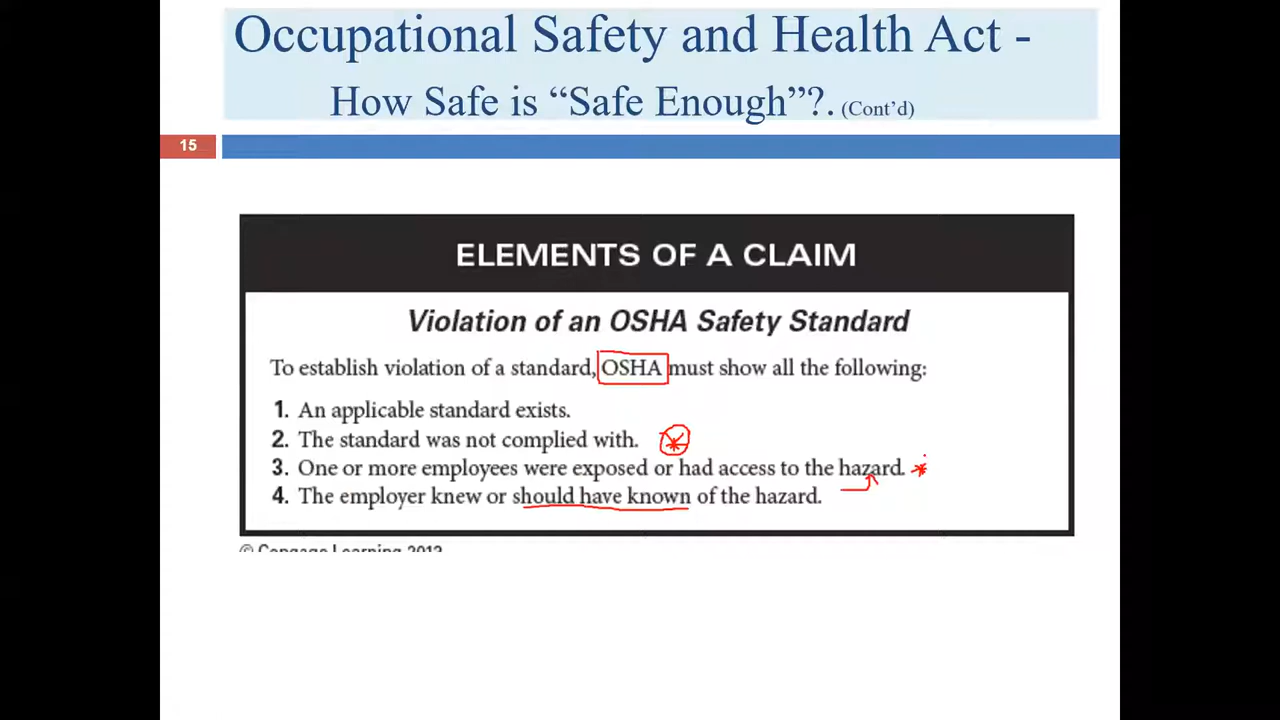 Occupational Safety and Health Act -
How Safe is “Safe Enough”?. (Cont’d)
15
ELEMENTS OF A CLAIM
Violation of an OSHA Safety Standard
To establish violation of a standard, OSHA must show all the following:
1. An applicable standard exists.
2. The standard was not complied with.
3. One or more employees were exposed or had access to the hazard.
4. The employer knew or should have known of the hazard.
© Cengage Learning 2012